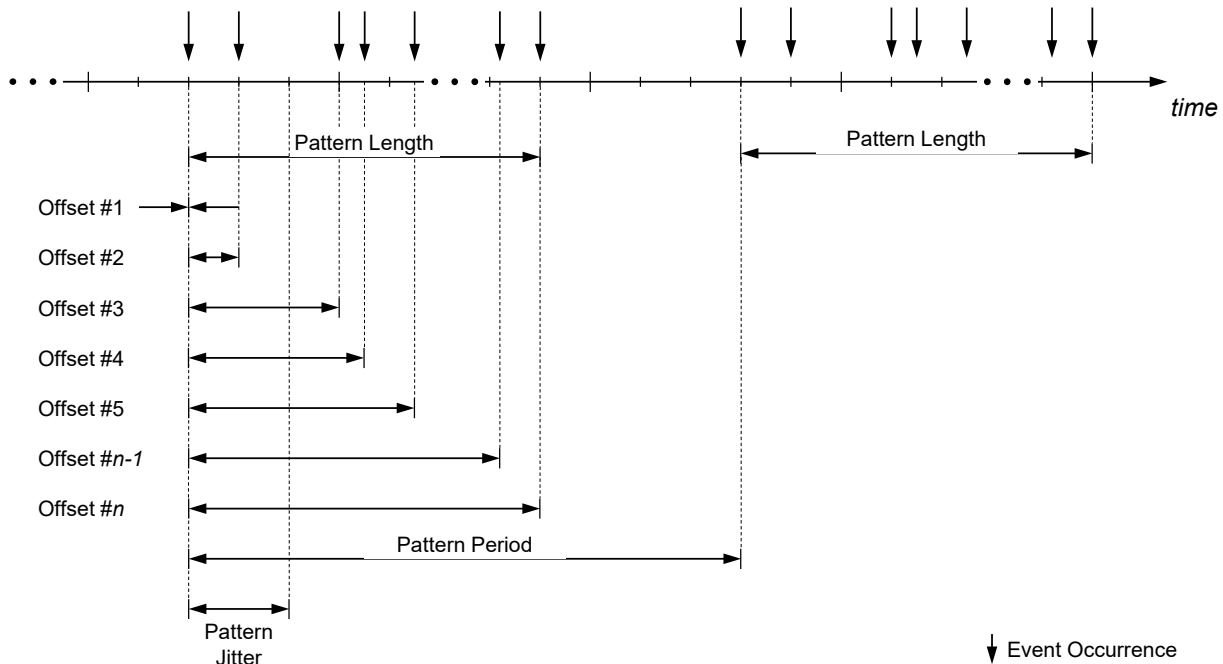 time
Pattern Length
Pattern Length
Offset #1
Offset #2
Offset #3
Offset #4
Offset #5
Offset #n-1
Offset #n
Pattern Period
Pattern
Jitter
Event Occurrence